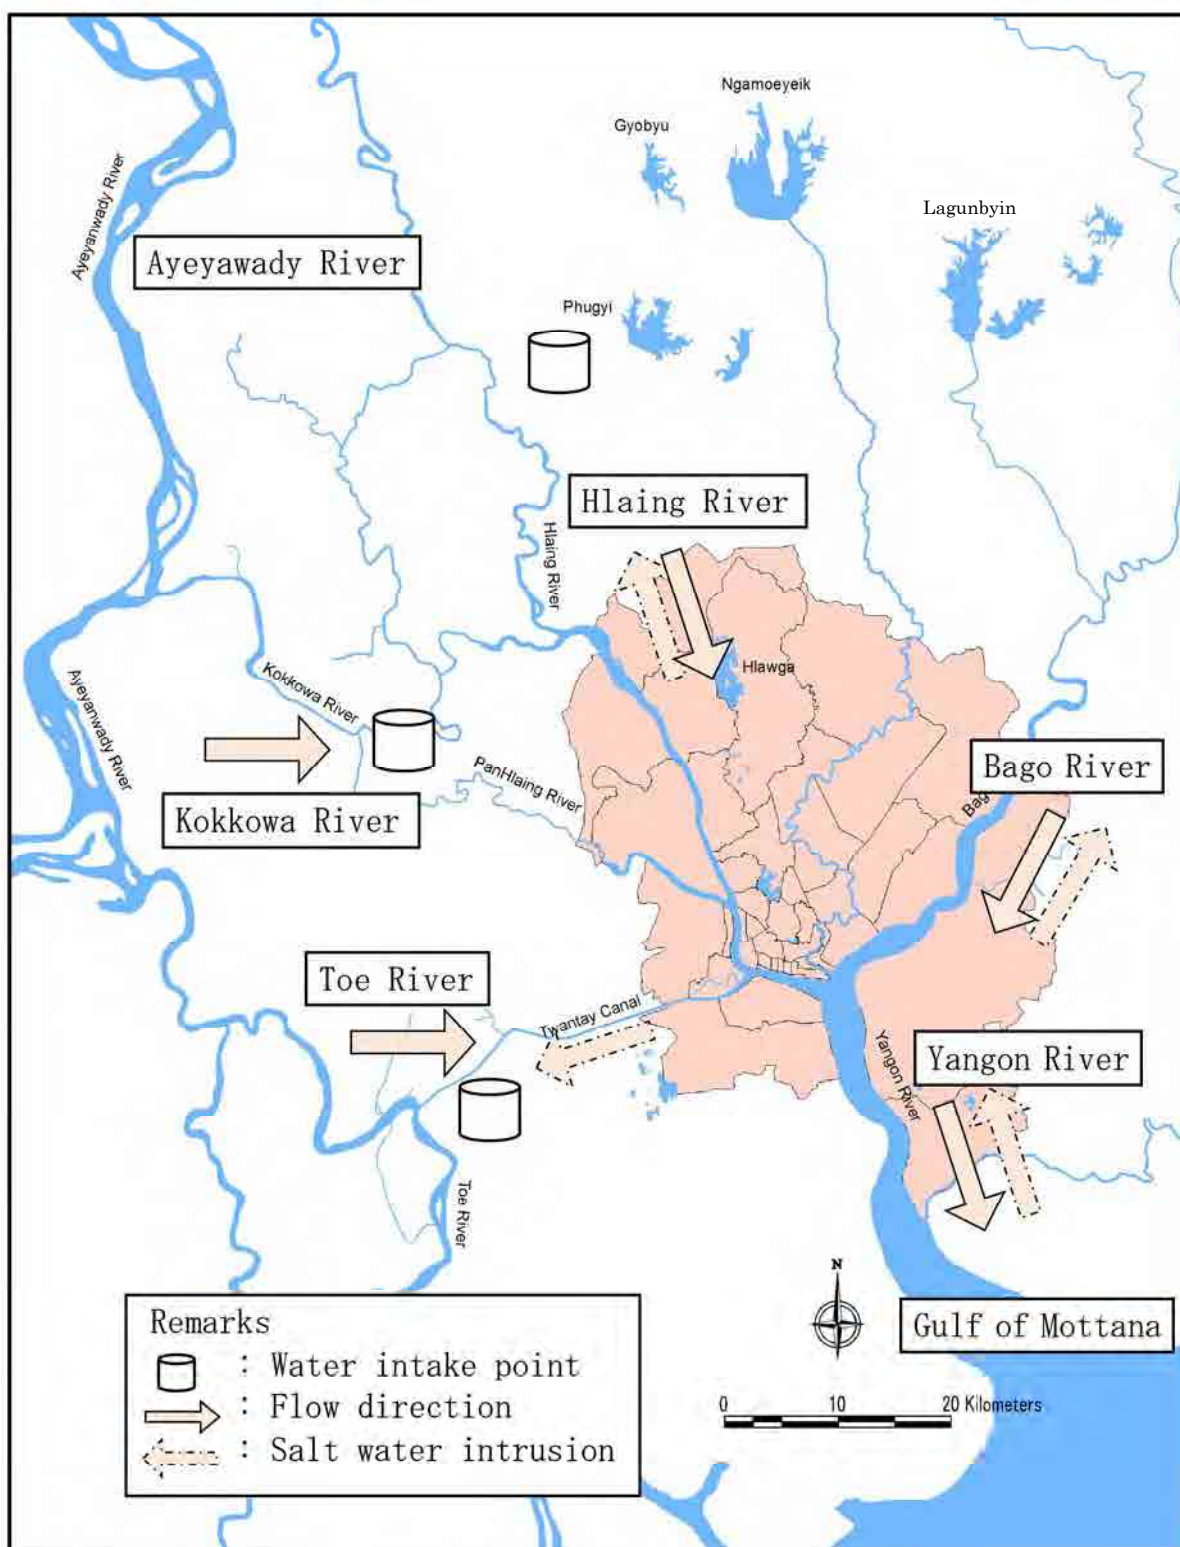 Ngamoeyeik
Gyobyu
Ayeyanwady River
Lagunbyin
Ayeyawady River
Phugyi
Hlaing River
Hlaing River
Kokkowa River
Hlawga
Ayeyanwady River
Bago River
PanHlaing River
Bag
Kokkowa River
Toe River
Twantay Canal
Yangon River
Yangon River
Toe River
N
Gulf of Mottana
Remarks
: Water intake point
: Flow direction
: Salt water intrusion
0 10 20 Kilometers